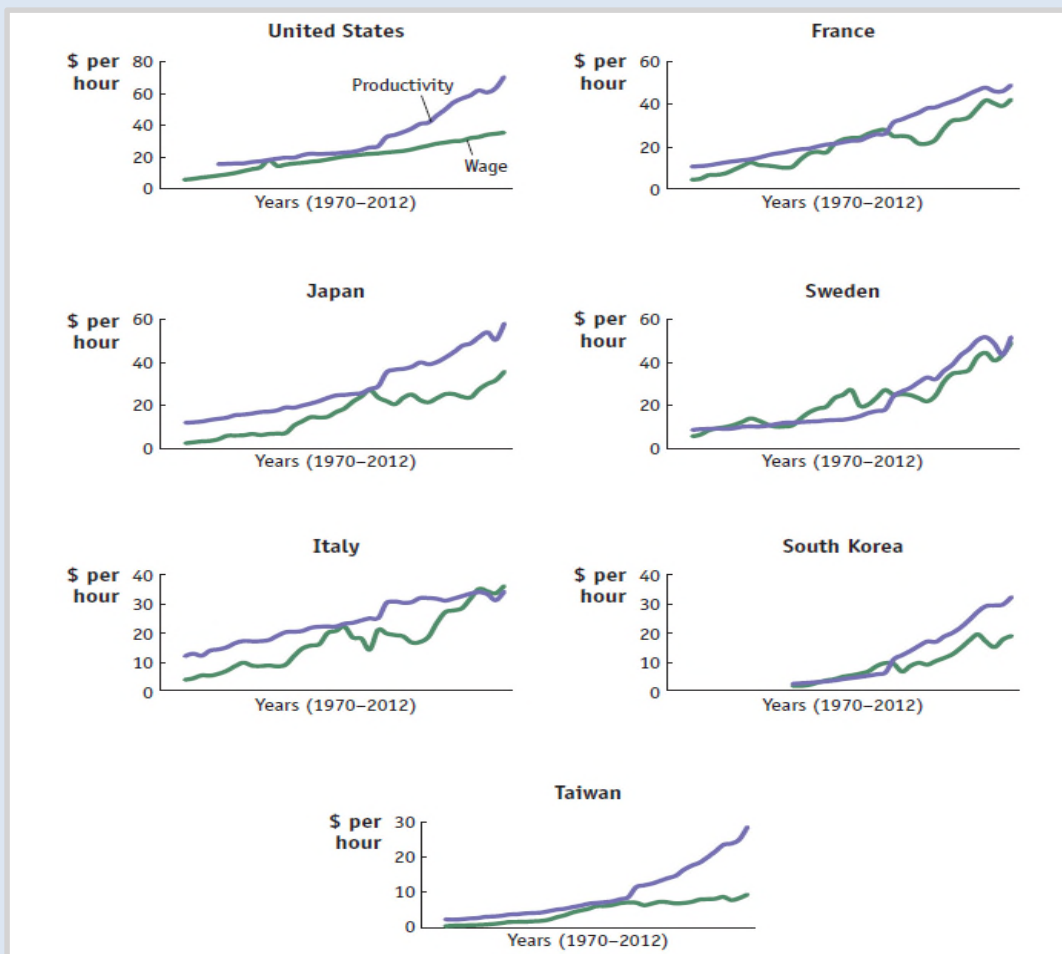 United States
$ per
hour
80
60
40
20
0
Productivity
Wage
Years (1970–2012)
France
$ per
hour
60
40
20
0
Years (1970–2012)
Japan
$ per
hour
60
40
20
0
Years (1970–2012)
Sweden
$ per
hour
60
40
20
0
Years (1970–2012)
Italy
$ per
hour
40
30
20
10
0
Years (1970–2012)
South Korea
$ per
hour
40
30
20
10
0
Years (1970–2012)
Taiwan
$ per
hour
30
20
10
0
Years (1970–2012)